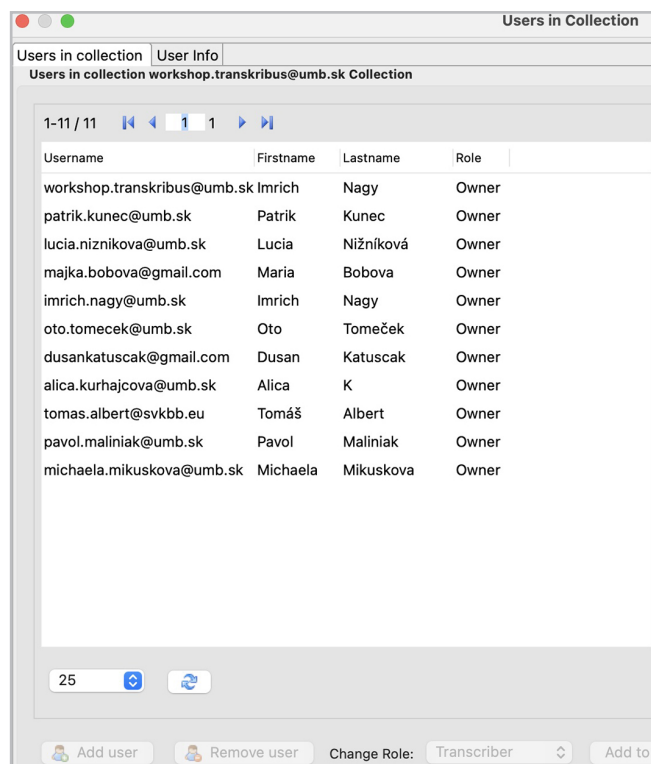 Users in Collection
Users in collection User Info
Users in collection workshop.transkribus@umb.sk Collection
1-11 / 11 1 1
Username Firstname Lastname Role
workshop.transkribus@umb.sk Imrich Nagy Owner
patrik.kunec@umb.sk Patrik Kunec Owner
lucia.niznikova@umb.sk Lucia Nižníková Owner
majka.bobova@gmail.com Maria Bobova Owner
imrich.nagy@umb.sk Imrich Nagy Owner
oto.tomecek@umb.sk Oto Tomeček Owner
dusankatuscak@gmail.com Dusan Katuscak Owner
alica.kurhajcova@umb.sk Alica K Owner
tomas.albert@svkbb.eu Tomáš Albert Owner
pavol.maliniak@umb.sk Pavol Maliniak Owner
michaela.mikuskova@umb.sk Michaela Mikuskova Owner
25
Add user Remove user Change Role: Transcriber Add to